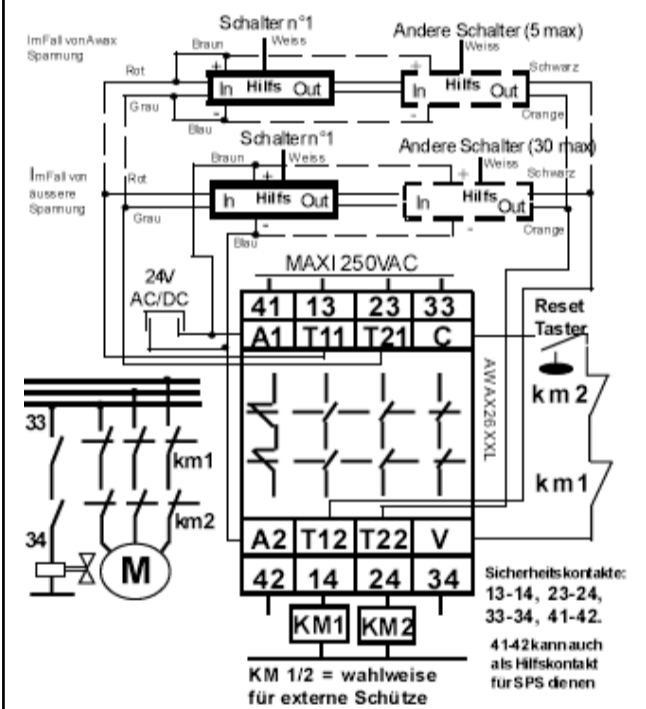 Schalter n°1
Andere Schalter (5 max)
Im Fall von Awax
Spannung
Braun
Weiss
Weiss
Rot
+
+
Schwarz
In Hilfs Out
In Hilfs Out
Grau
-
-
Orange
Blau
Schalter n°1
Andere Schalter (30 max)
Braun
Weiss
Weiss
Im Fall von
äussere
Spannung
Rot
+
+
Schwarz
In Hilfs Out
In Hilfs Out
Grau
-
-
Orange
Blau
MAXI 250VAC
24V
AC/DC
41 13 23 33
A1 T11 T21 C
Reset
Taster
AWAX26XXL
km2
33
km1
km1
km2
34
M
A2 T12 T22 V
42 14 24 34
KM1 KM2
Sicherheitskontakte:
13-14, 23-24,
33-34, 41-42.
41-42 kann auch
als Hilfskontakt
für SPS dienen
KM 1/2 = wahlweise
für externe Schütze